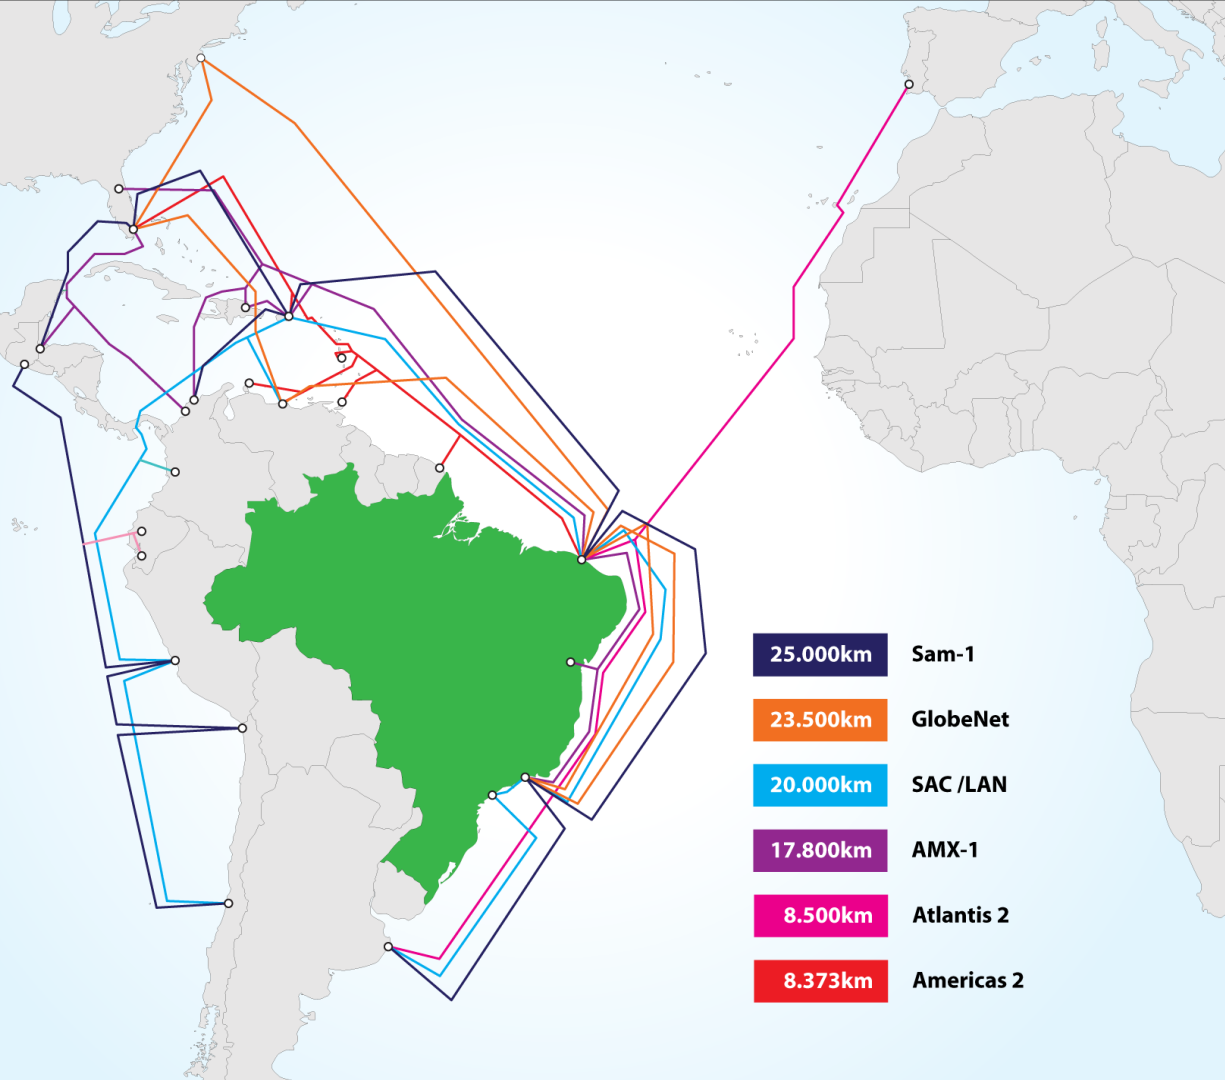 25.000km Sam-1
23.500km GlobeNet
20.000km SAC /LAN
17.800km AMX-1
8.500km Atlantis 2
8.373km Americas 2